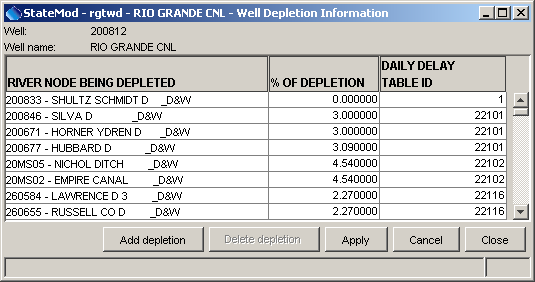 StateMod - rgtwd - RIO GRANDE CNL - Well Depletion Information
Well: 200812
Well name: RIO GRANDE CNL
RIVER NODE BEING DEPLETED % OF DEPLETION DAILY DELAY TABLE ID
200833 - SHULTZ SCHMIDT D _D&W 0.000000 1
200846 - SILVA D _D&W 3.000000 22101
200671 - HORNER YDREN D _D&W 3.000000 22101
200677 - HUBBARD D _D&W 3.090000 22101
20MS05 - NICHOL DITCH _D&W 4.540000 22102
20MS02 - EMPIRE CANAL _D&W 4.540000 22102
260584 - LAWRENCE D 3 _D&W 2.270000 22116
260655 - RUSSELL CO D _D&W 2.270000 22116
Add depletion Delete depletion Apply Cancel Close